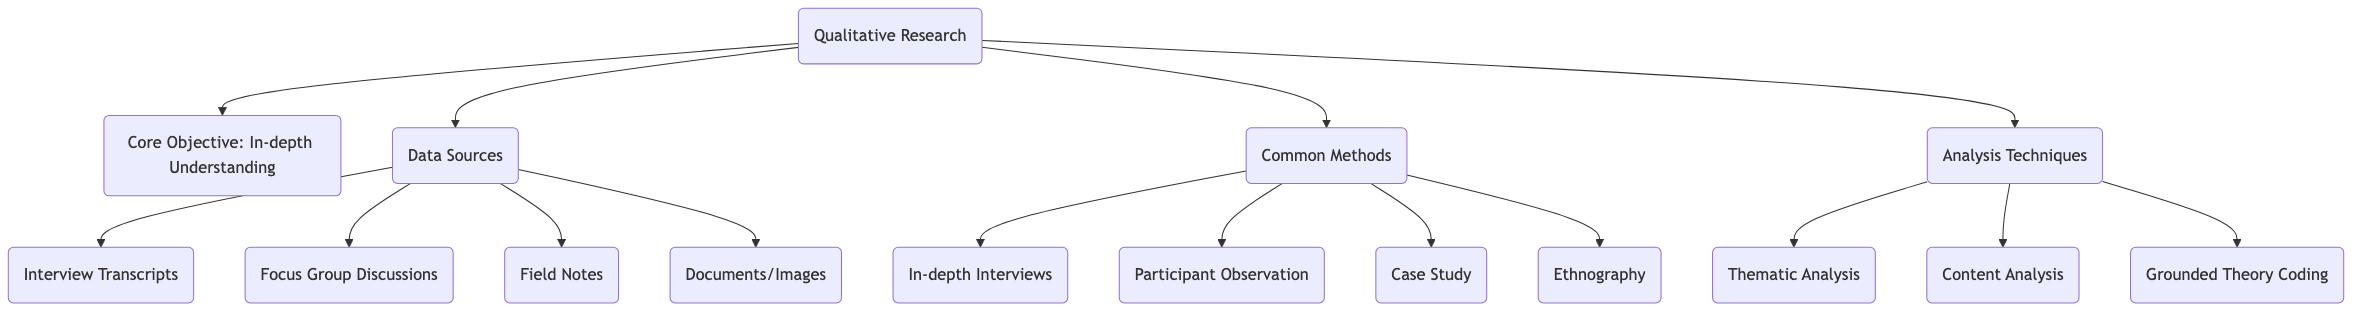 Qualitative Research
Core Objective: In-depth
Understanding
Data Sources
Common Methods
Analysis Techniques
Interview Transcripts
Focus Group Discussions
Field Notes
Documents/Images
In-depth Interviews
Participant Observation
Case Study
Ethnography
Thematic Analysis
Content Analysis
Grounded Theory Coding